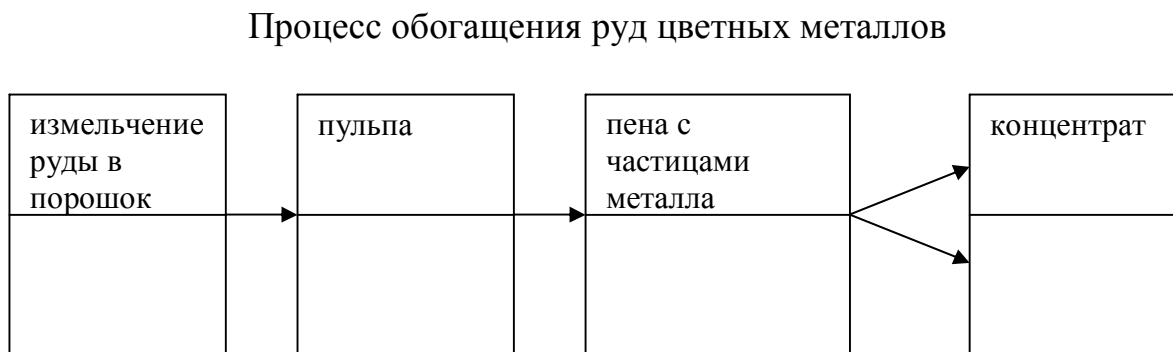 Процесс обогащения руд цветных металлов
измельчение
руды в
порошок
пульпа
пена с
частицами
металла
концентрат